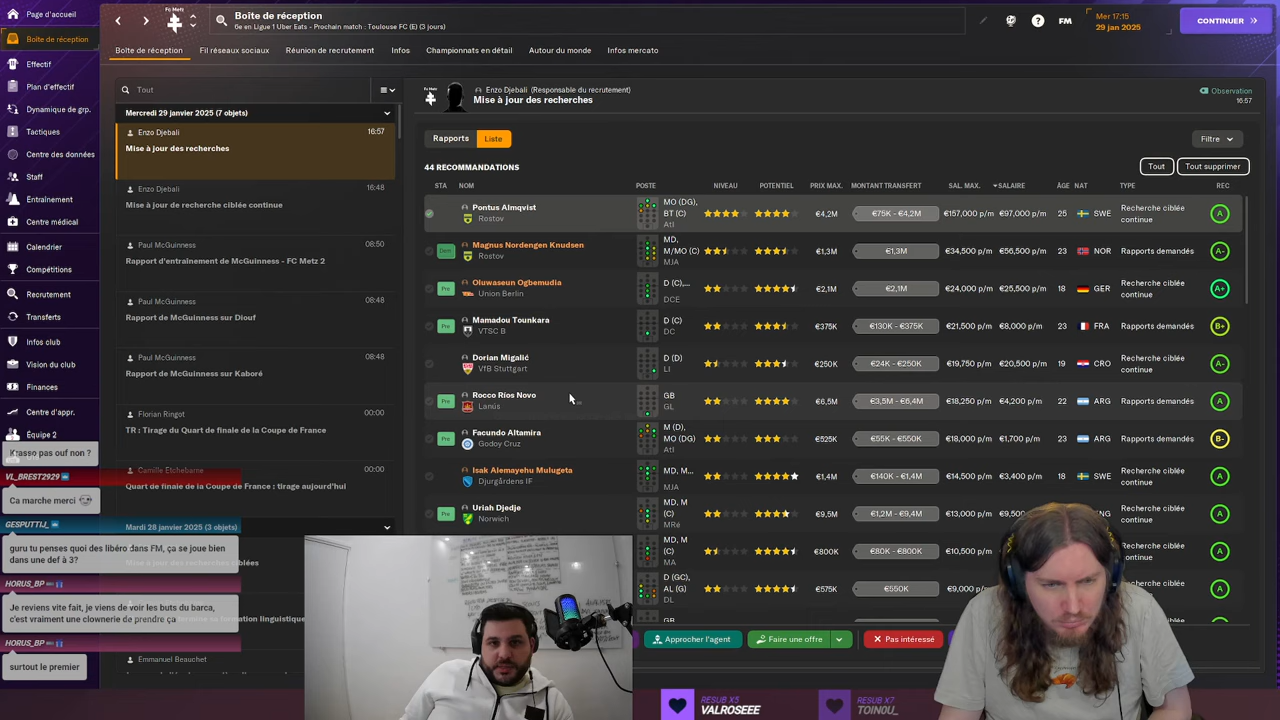 Page d'accueil
Boîte de réception
Effectif
Plan d'effectif
Dynamique de grp.
Tactiques
Centre des données
Staff
Entraînement
Centre médical
Calendrier
Compétitions
Recrutement
Transferts
Infos club
Vision du club
Finances
Centre d'appr.
Équipe 2
Fc Metz
Boîte de réception
6e en Ligue 1 Uber Eats - Prochain match : Toulouse FC (E) (3 jours)
FM
Mer 17:15
29 jan 2025
CONTINUER
Boîte de réception
Fil réseaux sociaux
Réunion de recrutement
Infos
Championnats en détail
Autour du monde
Infos mercato
Tout
Mercredi 29 janvier 2025 (7 objets)
Enzo Djebali 16:57
Mise à jour des recherches
Enzo Djebali 16:48
Mise à jour de recherche ciblée continue
Paul McGuinness 08:50
Rapport d'entraînement de McGuinness - FC Metz 2
Paul McGuinness 08:48
Rapport de McGuinness sur Diouf
Paul McGuinness 08:48
Rapport de McGuinness sur Kaboré
Florian Ringot 00:00
TR : Tirage du Quart de finale de la Coupe de France
Camille Etchebarne 00:00
Quart de finale de la Coupe de France : tirage aujourd'hui
Mardi 28 janvier 2025 (3 objets)
Emmanuel Beauchet
Fc Metz
Enzo Djebali (Responsable du recrutement)
Mise à jour des recherches
Observation
16:57
Rapports Liste
Filtre
44 RECOMMANDATIONS
Tout
Tout supprimer
STA NOM POSTE NIVEAU POTENTIEL PRIX MAX. MONTANT TRANSFERT SAL. MAX. SALAIRE ÂGE NAT TYPE REC
Pontus Almqvist
Rostov
MO (DG), BT (C)
Atl
€4,2M €75K - €4,2M €157,000 p/m €97,000 p/m 25 SWE Recherche ciblée continue A
Magnus Nordengen Knudsen
Rostov
MD, M/MO (C)
MJA
€1,3M €1,3M €34,500 p/m €56,500 p/m 23 NOR Rapports demandés A-
Pre Oluwaseun Ogbemudia
Union Berlin
D (C),...
DCE
€2,1M €2,1M €24,000 p/m €25,500 p/m 18 GER Recherche ciblée continue A+
Pre Mamadou Tounkara
VTSC B
D (C)
DC
€375K €130K - €375K €21,500 p/m €8,000 p/m 23 FRA Rapports demandés B+
Dorian Migalić
VfB Stuttgart
D (D)
LI
€250K €24K - €250K €19,750 p/m €20,500 p/m 19 CRO Recherche ciblée continue A-
Pre Rocco Ríos Novo
Lanús
GB
GL
€6,5M €3,5M - €6,4M €18,250 p/m €4,200 p/m 22 ARG Rapports demandés A
Pre Facundo Altamira
Godoy Cruz
M (D), MO (DG)
Atl
€525K €55K - €550K €18,000 p/m €1,700 p/m 23 ARG Rapports demandés B-
Isak Alemayehu Mulugeta
Djurgårdens IF
MD, M...
MJA
€1,4M €140K - €1,4M €14,500 p/m €3,400 p/m 18 SWE Rapports demandés A
Pre Uriah Djedje
Norwich
MD, M (C)
MRé
€9,5M €1,2M - €9,4M €13,000 p/m A
MD, MA (C)
MA
€800K €80K - €800K €10,500 p/m A
D (GC), AL (G)
DL
€675K €550K €9,000 p/m A
Approcher l'agent
Faire une offre
Pas intéressé
Krasso pas ouf non ?
VL_BREST2929
Ca marche merci
GESPUTTIJ_
guru tu penses quoi des libéro dans FM, ça se joue bien
dans une def à 3?
HORUS_BP
Je reviens vite fait, je viens de voir les buts du barca,
c'est vraiment une clownerie de prendre ça
HORUS_BP
surtout le premier
RESUB X5
VALROSEEE
RESUB X7
TOINOU_